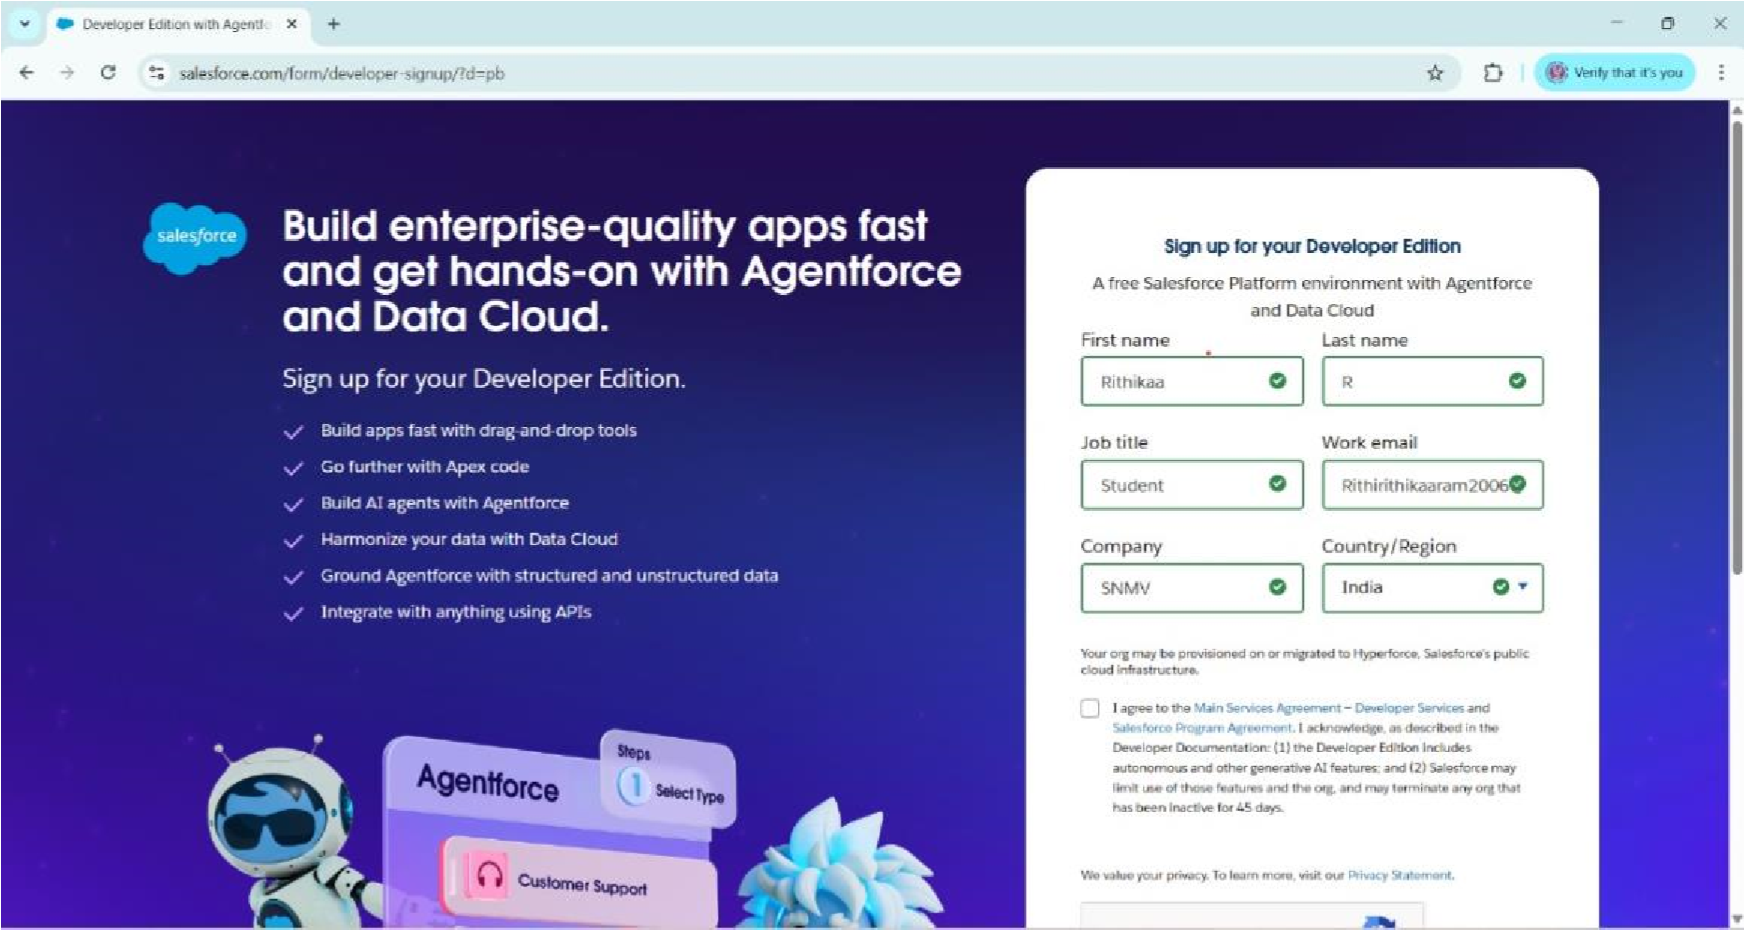 Developer Edition with Agentfo
salesforce.com/form/developer-signup/?d=pb
Verify that it's you
salesforce
Build enterprise-quality apps fast
and get hands-on with Agentforce
and Data Cloud.
Sign up for your Developer Edition.
Build apps fast with drag-and-drop tools
Go further with Apex code
Build AI agents with Agentforce
Harmonize your data with Data Cloud
Ground Agentforce with structured and unstructured data
Integrate with anything using APIs
Agentforce
Steps
1
Select Type
Customer Support
Sign up for your Developer Edition
A free Salesforce Platform environment with Agentforce
and Data Cloud
First name
Last name
Rithikaa
R
Job title
Work email
Student
Rithirithikaaram2006
Company
Country/Region
SNMV
India
Your org may be provisioned on or migrated to Hyperforce, Salesforce's public
cloud infrastructure.
I agree to the Main Services Agreement – Developer Services and
Salesforce Program Agreement. I acknowledge, as described in the
Developer Documentation: (1) the Developer Edition includes
autonomous and other generative AI features; and (2) Salesforce may
limit use of those features and the org, and may terminate any org that
has been inactive for 45 days.
We value your privacy. To learn more, visit our Privacy Statement.